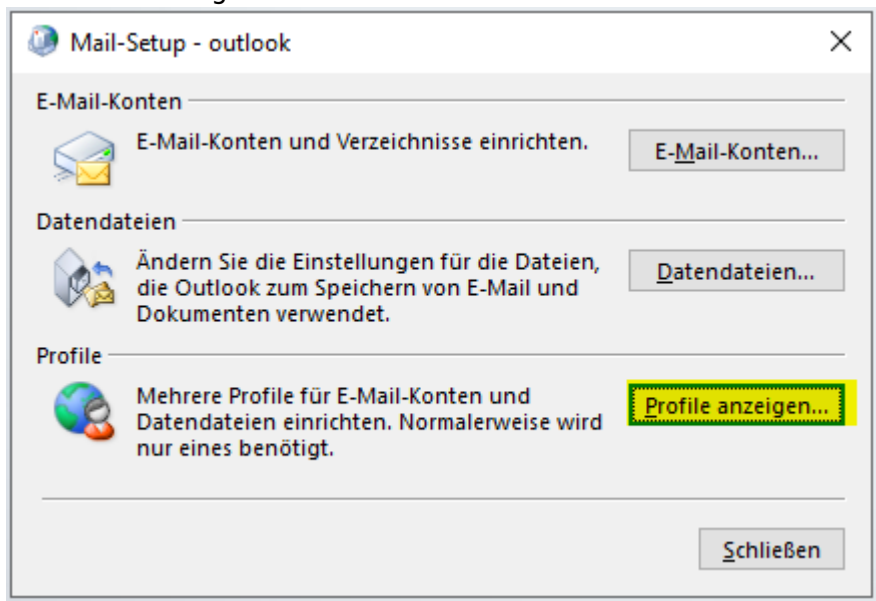 Mail-Setup - outlook
E-Mail-Konten
E-Mail-Konten und Verzeichnisse einrichten.
E-Mail-Konten...
Datendateien
Ändern Sie die Einstellungen für die Dateien,
die Outlook zum Speichern von E-Mail und
Dokumenten verwendet.
Datendateien...
Profile
Mehrere Profile für E-Mail-Konten und
Datendateien einrichten. Normalerweise wird
nur eines benötigt.
Profile anzeigen...
Schließen